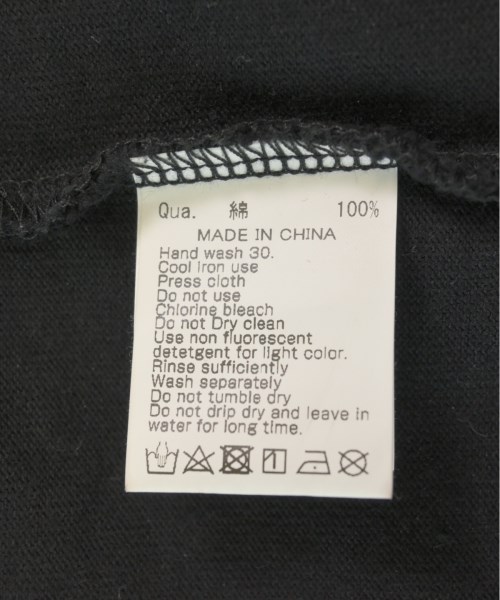 Qua. 綿 100%
MADE IN CHINA
Hand wash 30.
Cool Iron use
Press cloth
Do not use
Chlorine bleach
Do not Dry clean
Use non fluorescent
detetgent for light color.
Rinse sufficiently
Wash separately
Do not tumble dry
Do not drip dry and leave in
water for long time.